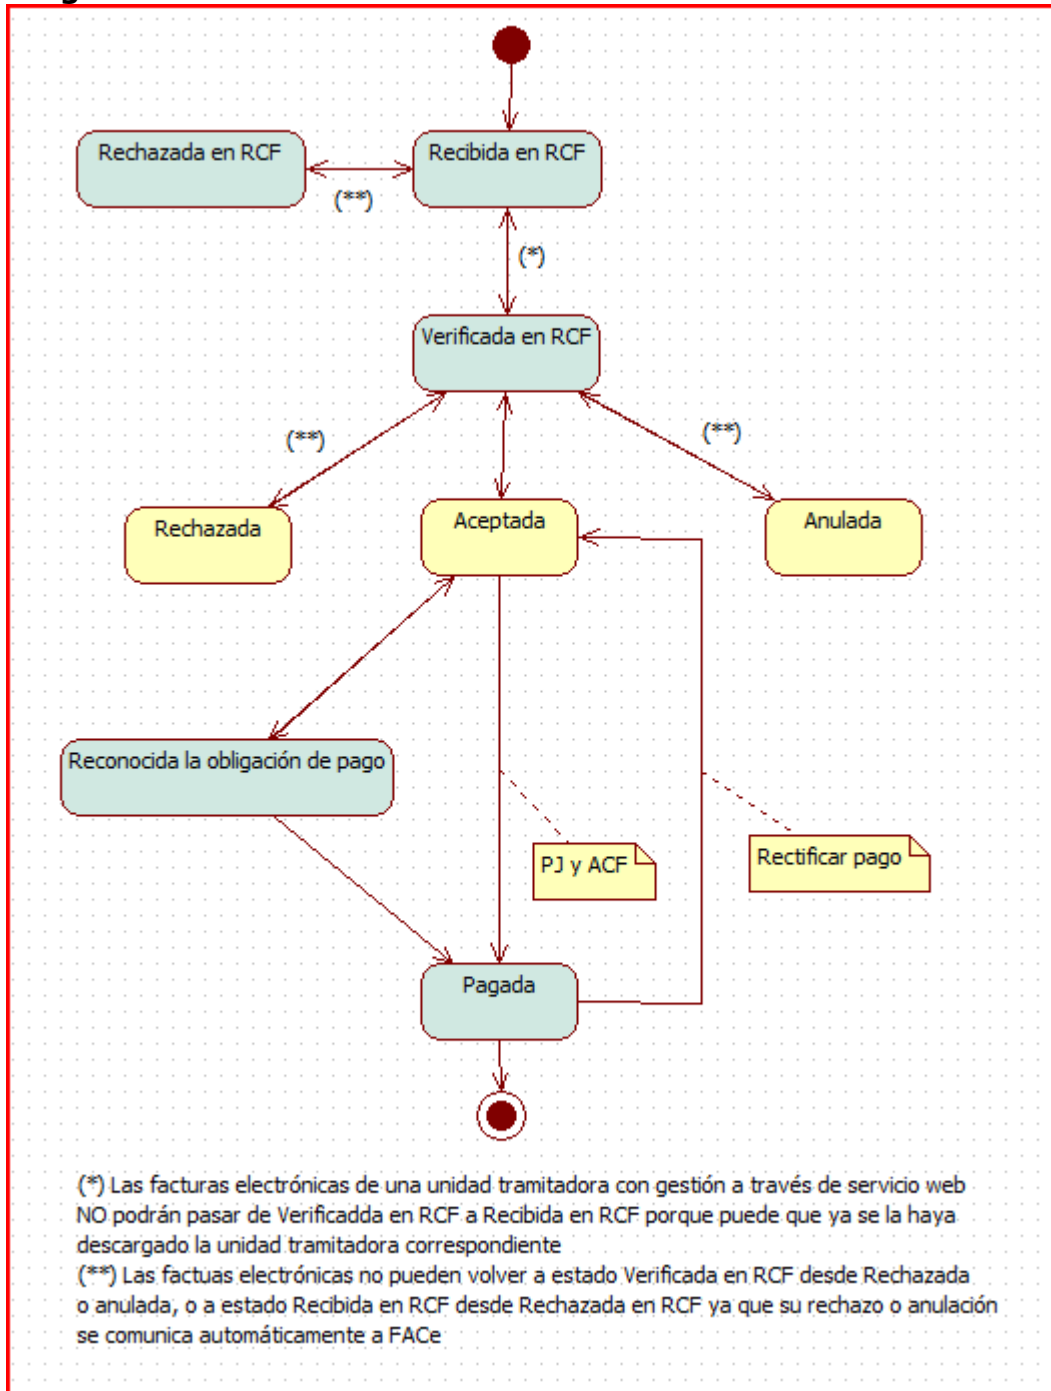 Rechazada en RCF
Recibida en RCF
(**)
(*)
Verificada en RCF
(**)
(**)
Rechazada
Aceptada
Anulada
Reconocida la obligación de pago
PJ y ACF
Rectificar pago
Pagada
(*) Las facturas electrónicas de una unidad tramitadora con gestión a través de servicio web
NO podrán pasar de Verificadda en RCF a Recibida en RCF porque puede que ya se la haya
descargado la unidad tramitadora correspondiente
(**) Las factuas electrónicas no pueden volver a estado Verificada en RCF desde Rechazada
o anulada, o a estado Recibida en RCF desde Rechazada en RCF ya que su rechazo o anulación
se comunica automáticamente a FACe